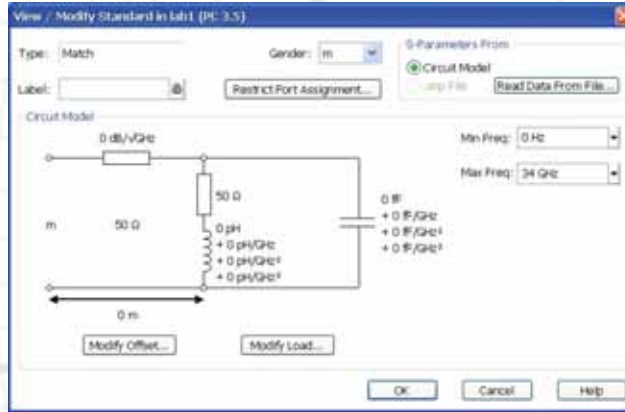 View / Modify Standard in lab1 (PC 3.5)
Type: Match
Gender: m
S-Parameters From
Circuit Model
File
Read Data From File...
Label:
Restrict Port Assignment...
Circuit Model
0 dB/√GHz
Min Freq: 0 Hz
Max Freq: 34 GHz
50 Ω
m
50 Ω
0 pH
+ 0 pH/GHz
+ 0 pH/GHz²
+ 0 pH/GHz³
0 fF
+ 0 fF/GHz
+ 0 fF/GHz²
+ 0 fF/GHz³
0 m
Modify Offset...
Modify Load...
OK
Cancel
Help